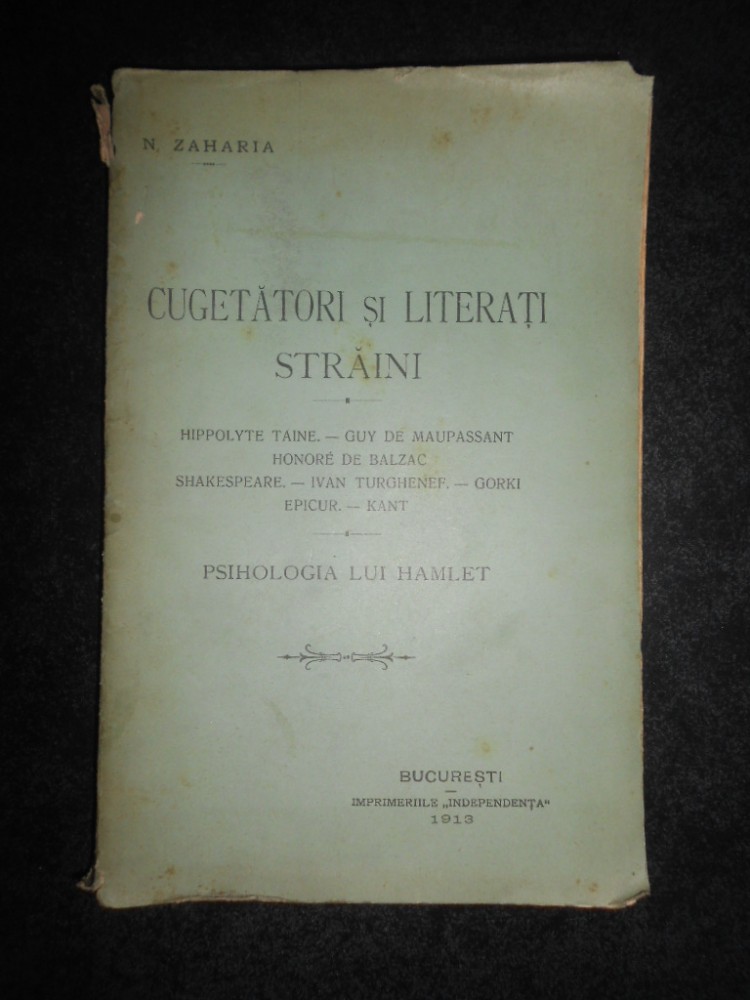 N. ZAHARIA
CUGETĂTORI ȘI LITERAȚI
STRĂINI
HIPPOLYTE TAINE. — GUY DE MAUPASSANT
HONORÉ DE BALZAC
SHAKESPEARE. — IVAN TURGHENEF. — GORKI
EPICUR. — KANT
PSIHOLOGIA LUI HAMLET
BUCUREȘTI
IMPRIMERIILE „INDEPENDENȚA“
1913